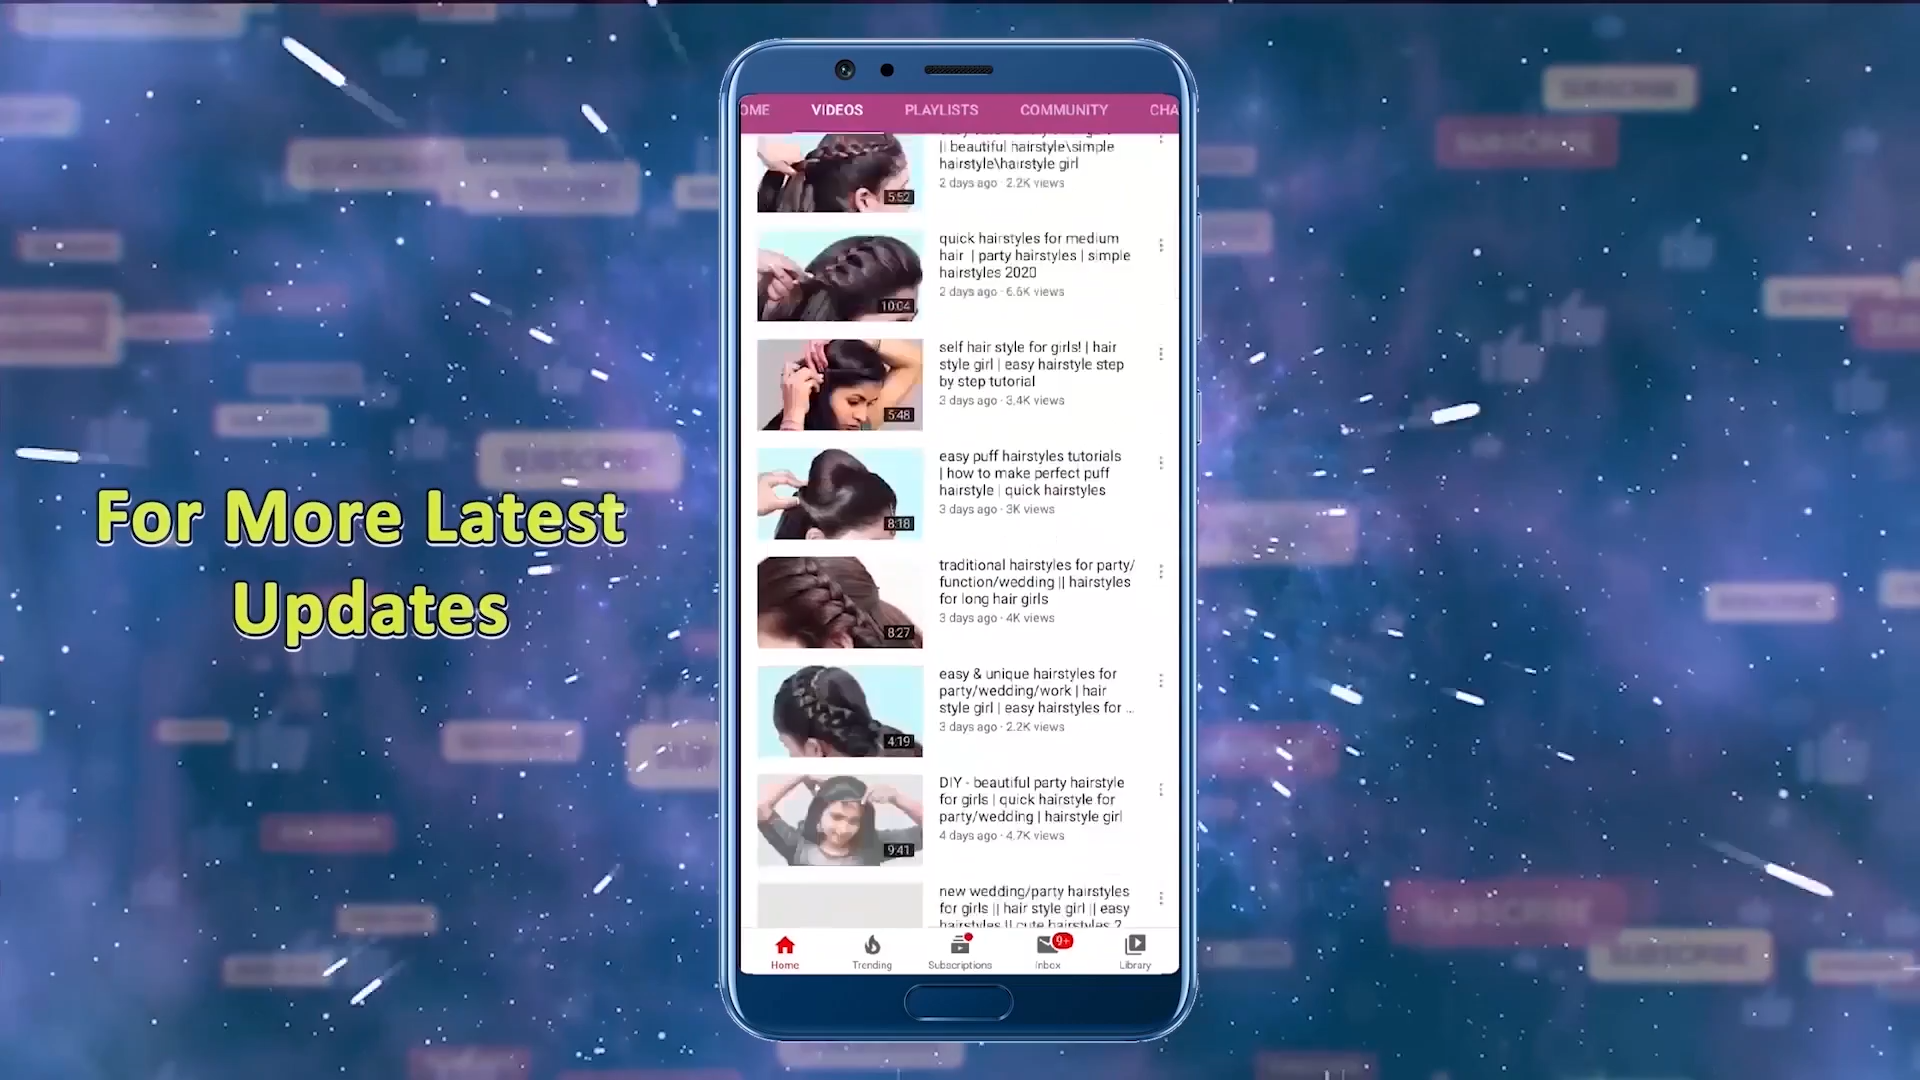 OME VIDEOS PLAYLISTS COMMUNITY CHA
|| beautiful hairstyle\simple
hairstyle\hairstyle girl
2 days ago · 2.2K views
5:52
quick hairstyles for medium
hair | party hairstyles | simple
hairstyles 2020
2 days ago · 6.6K views
10:04
self hair style for girls! | hair
style girl | easy hairstyle step
by step tutorial
3.4K views
5:48
easy puff hairstyles tutorials
| how to make perfect puff
hairstyle | quick hairstyles
3 days ago · 3K views
8:18
For More Latest
Updates
traditional hairstyles for party/
function/wedding || hairstyles
for long hair girls
3 days ago · 4K views
8:27
easy & unique hairstyles for
party/wedding/work | hair
style girl | easy hairstyles for ...
3 days ago · 2.2K views
4:19
DIY - beautiful party hairstyle
for girls | quick hairstyle for
party/wedding | hairstyle girl
4 days ago · 4.7K views
9:41
new wedding/party hairstyles
for girls || hair style girl || easy
hairstyles || cute hairstyles 2
9+
Home Trending Subscriptions Inbox Library